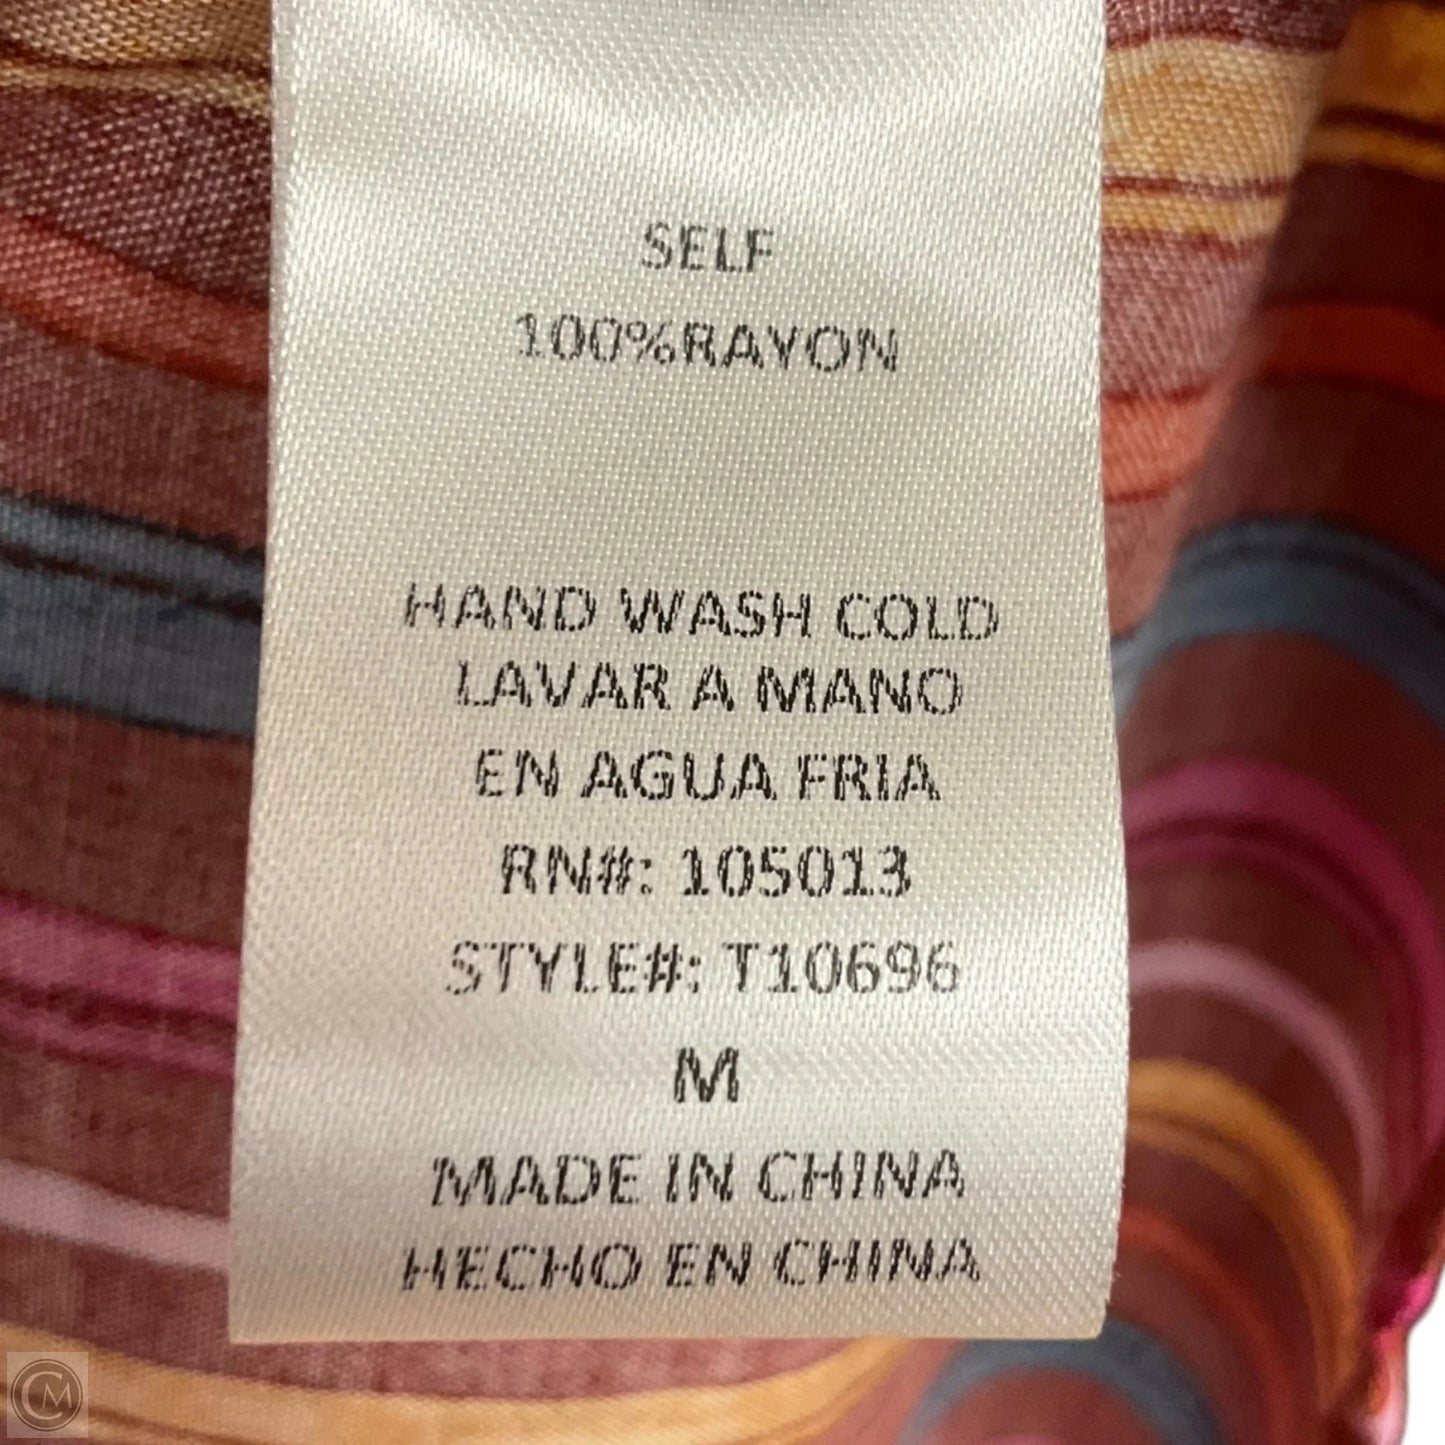 SELF
100%RAYON
HAND WASH COLD
LAVAR A MANO
EN AGUA FRIA
RN#: 105013
STYLE#: T10696
M
MADE IN CHINA
HECHO EN CHINA
CM